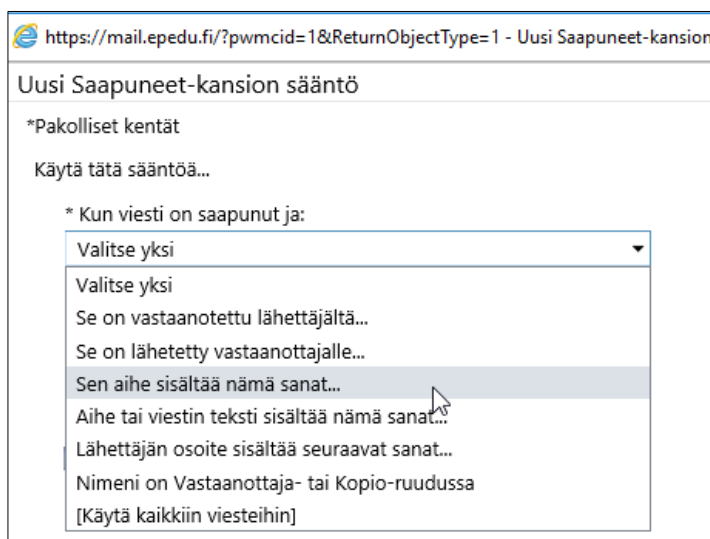 https://mail.epedu.fi/?pwmcid=1&ReturnObjectType=1 - Uusi Saapuneet-kansion
Uusi Saapuneet-kansion sääntö
*Pakolliset kentät
Käytä tätä sääntöä...
* Kun viesti on saapunut ja:
Valitse yksi
Valitse yksi
Se on vastaanotettu lähettäjältä...
Se on lähetetty vastaanottajalle...
Sen aihe sisältää nämä sanat...
Aihe tai viestin teksti sisältää nämä sanat...
Lähettäjän osoite sisältää seuraavat sanat...
Nimeni on Vastaanottaja- tai Kopio-ruudussa
[Käytä kaikkiin viesteihin]